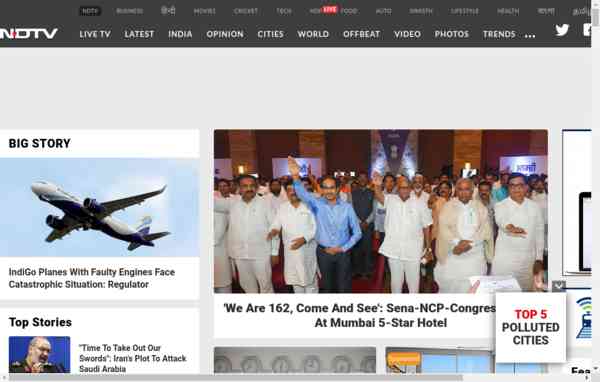 NDTV BUSINESS हिन्दी MOVIES CRICKET TECH LIVE FOOD AUTO SWASTH LIFESTYLE HEALTH বাংলা
NDTV LIVE TV LATEST INDIA OPINION CITIES WORLD OFFBEAT VIDEO PHOTOS TRENDS ...
BIG STORY
IndiGo Planes With Faulty Engines Face
Catastrophic Situation: Regulator
Top Stories
"Time To Take Out Our
Swords": Iran's Plot To Attack
Saudi Arabia
'We Are 162, Come And See': Sena-NCP-Congres
At Mumbai 5-Star Hotel
TOP 5
POLLUTED
CITIES
Fea